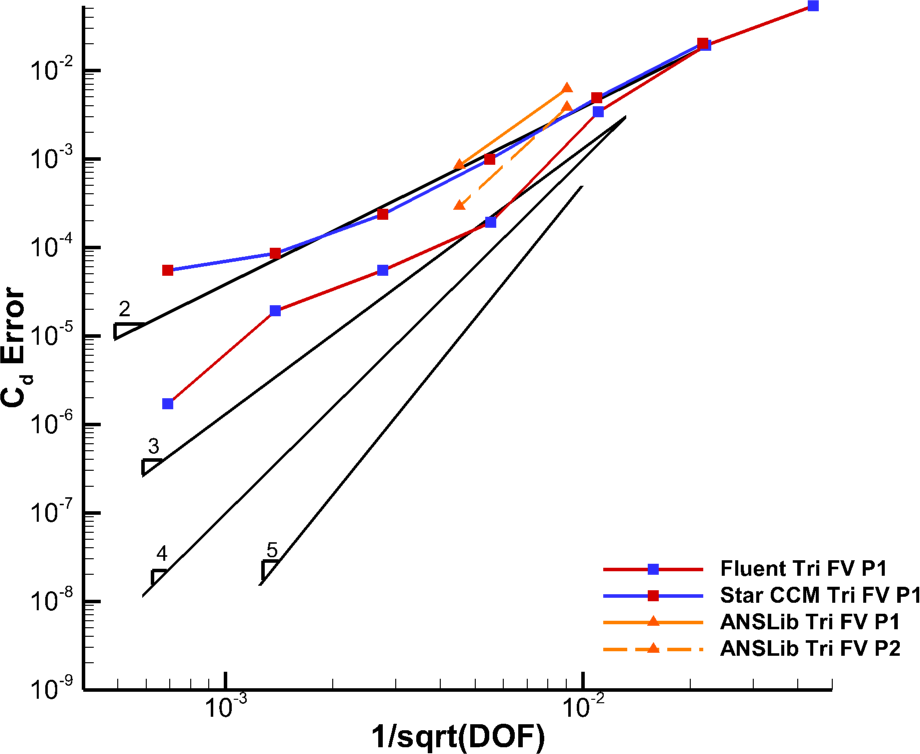 10-2
10-3
10-4
10-5
10-6
10-7
10-8
10-9
Cd Error
2
3
4
5
Fluent Tri FV P1
Star CCM Tri FV P1
ANSLib Tri FV P1
ANSLib Tri FV P2
10-3
10-2
1/sqrt(DOF)